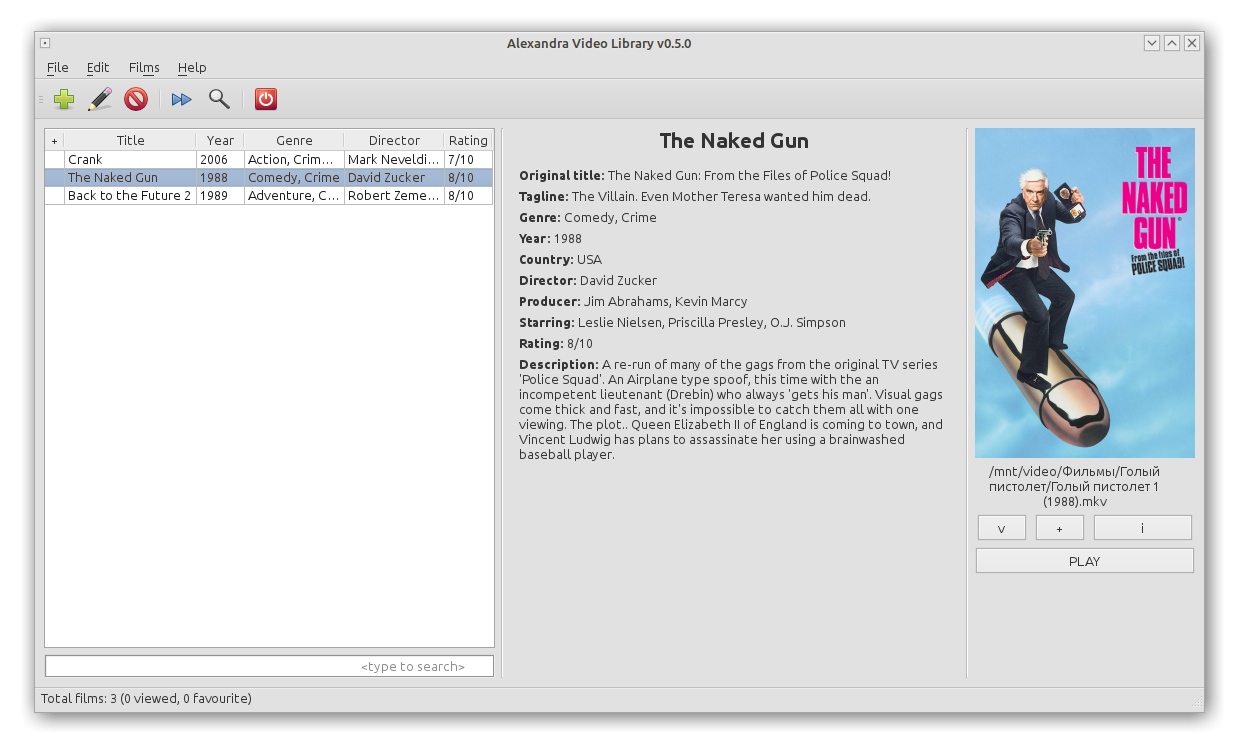 Alexandra Video Library v0.5.0
File Edit Films Help
+ Title Year Genre Director Rating
Crank 2006 Action, Crim... Mark Neveldi... 7/10
The Naked Gun 1988 Comedy, Crime David Zucker 8/10
Back to the Future 2 1989 Adventure, C... Robert Zeme... 8/10
<type to search>
The Naked Gun
Original title: The Naked Gun: From the Files of Police Squad!
Tagline: The Villain. Even Mother Teresa wanted him dead.
Genre: Comedy, Crime
Year: 1988
Country: USA
Director: David Zucker
Producer: Jim Abrahams, Kevin Marcy
Starring: Leslie Nielsen, Priscilla Presley, O.J. Simpson
Rating: 8/10
Description: A re-run of many of the gags from the original TV series
'Police Squad'. An Airplane type spoof, this time with the an
incompetent lieutenant (Drebin) who always 'gets his man'. Visual gags
come thick and fast, and it's impossible to catch them all with one
viewing. The plot.. Queen Elizabeth II of England is coming to town, and
Vincent Ludwig has plans to assassinate her using a brainwashed
baseball player.
THE
NAKED
GUN
From the files of
POLICE SQUAD!
/mnt/video/Фильмы/Голый
пистолет/Голый пистолет 1
(1988).mkv
v + i
PLAY
Total films: 3 (0 viewed, 0 favourite)